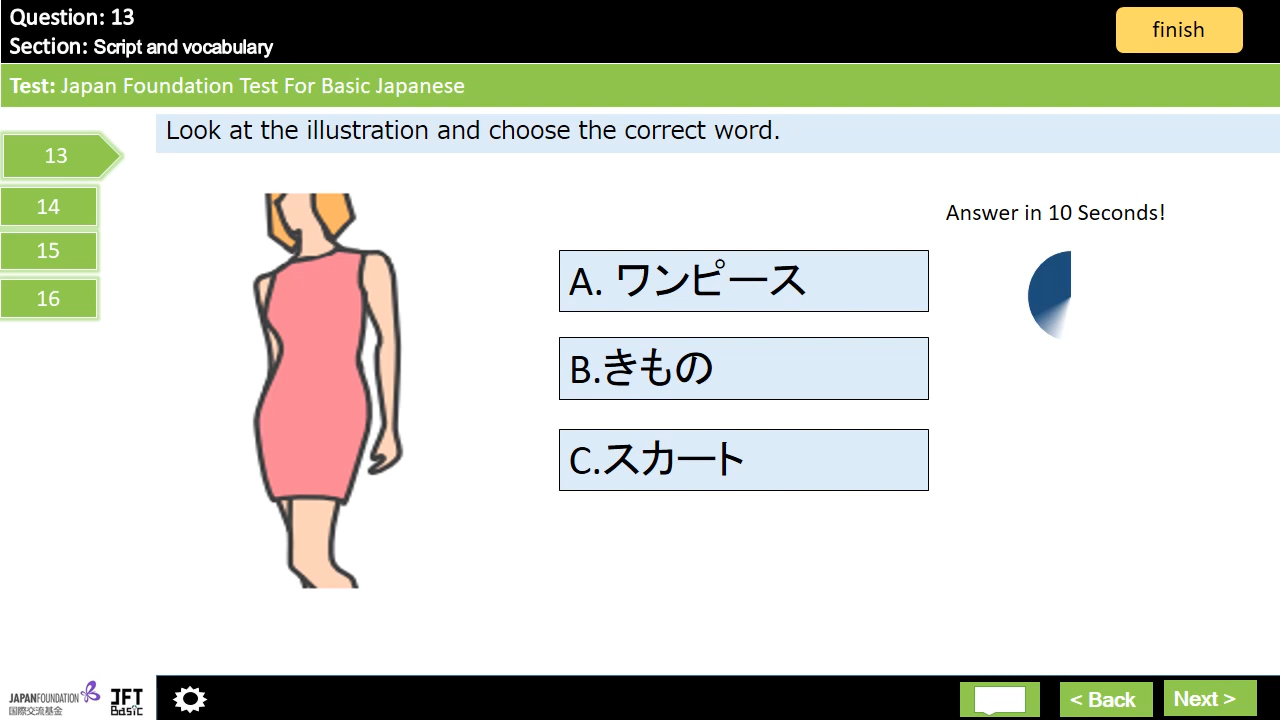 Question: 13
Section: Script and vocabulary
finish
Test: Japan Foundation Test For Basic Japanese
Look at the illustration and choose the correct word.
13
14
15
16
Answer in 10 Seconds!
A. ワンピース
B.きもの
C.スカート
JAPANFOUNDATION
国際交流基金
JFT
Basic
< Back
Next >